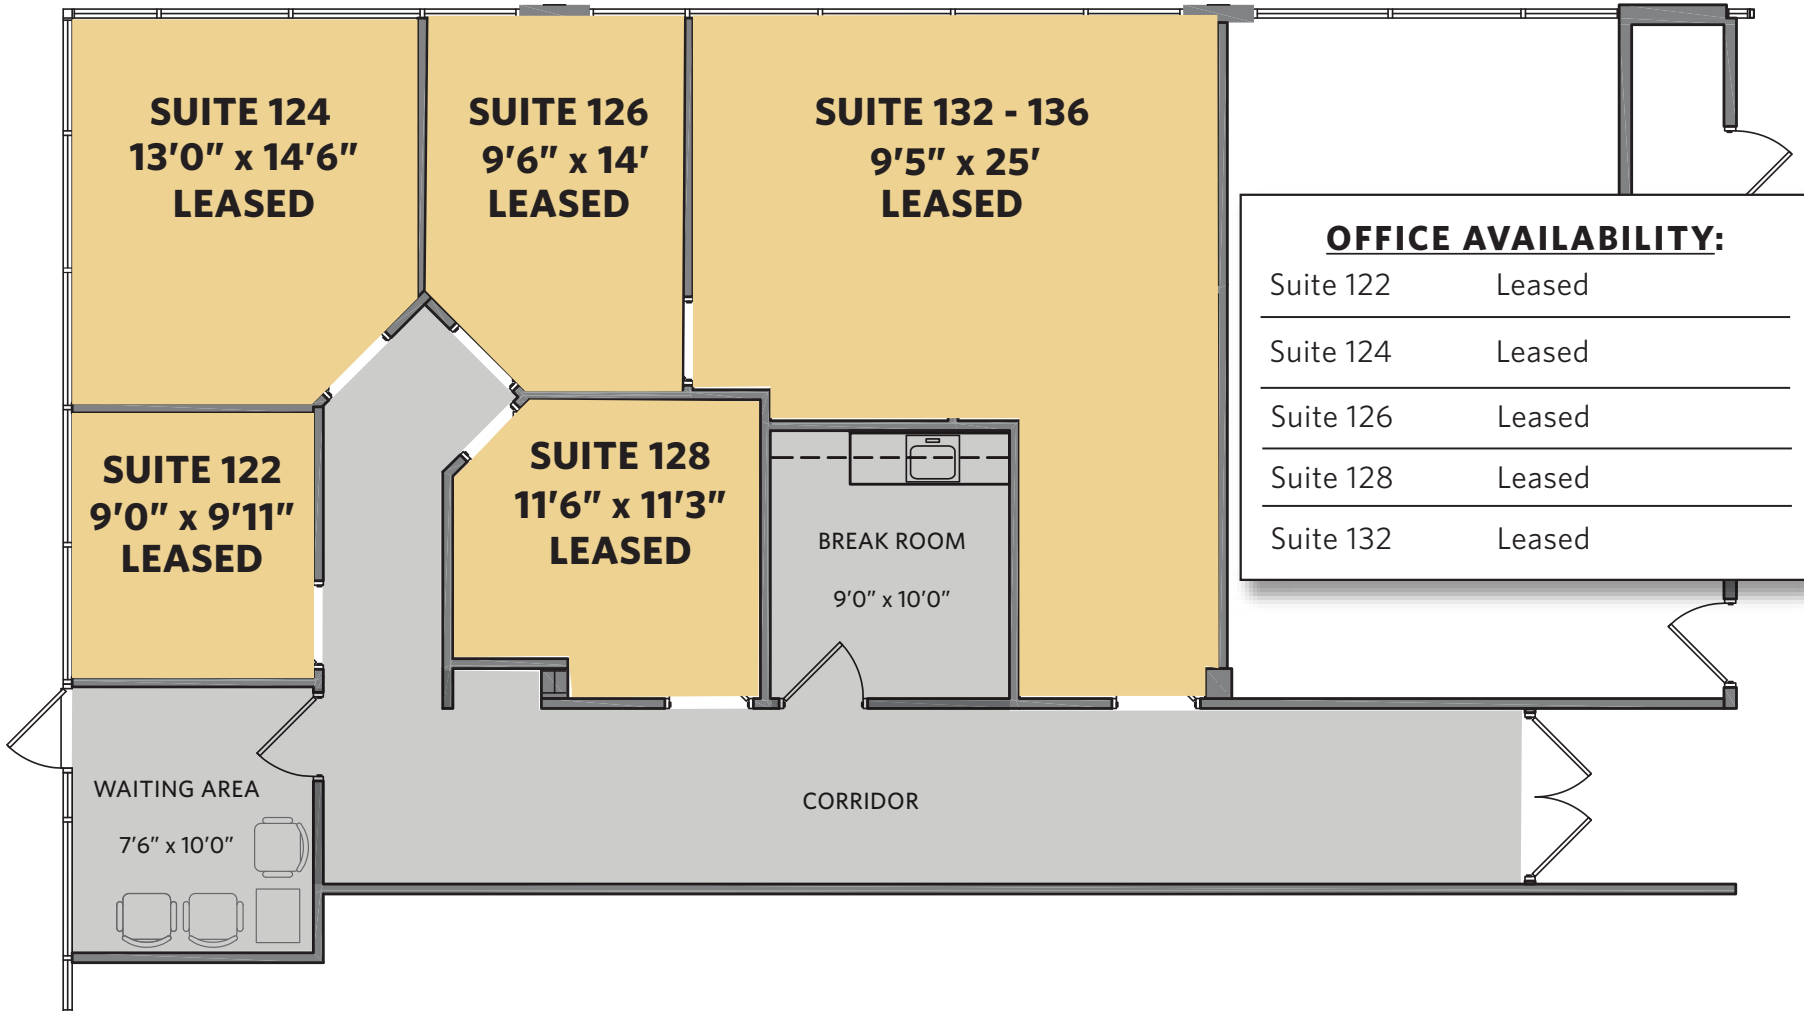 SUITE 124
13'0" x 14'6"
LEASED
SUITE 126
9'6" x 14'
LEASED
SUITE 132 - 136
9'5" x 25'
LEASED
OFFICE AVAILABILITY:
Suite 122 Leased
Suite 124 Leased
Suite 126 Leased
Suite 128 Leased
Suite 132 Leased
SUITE 122
9'0" x 9'11"
LEASED
SUITE 128
11'6" x 11'3"
LEASED
BREAK ROOM
9'0" x 10'0"
WAITING AREA
7'6" x 10'0"
CORRIDOR